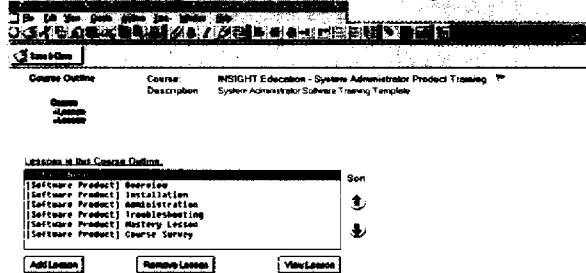 Save & Close
Course Outline
Course: INSIGHT Education - System Administrator Product Training
Description System Administrator Software Training Template
Course
-Lesson
-Lesson
Lessons in this Course Outline
Sort
[Software Product] Overview
[Software Product] Installation
[Software Product] Administration
[Software Product] Troubleshooting
[Software Product] Mastery Lesson
[Software Product] Course Survey
Add Lesson
Remove Lesson
View Lesson